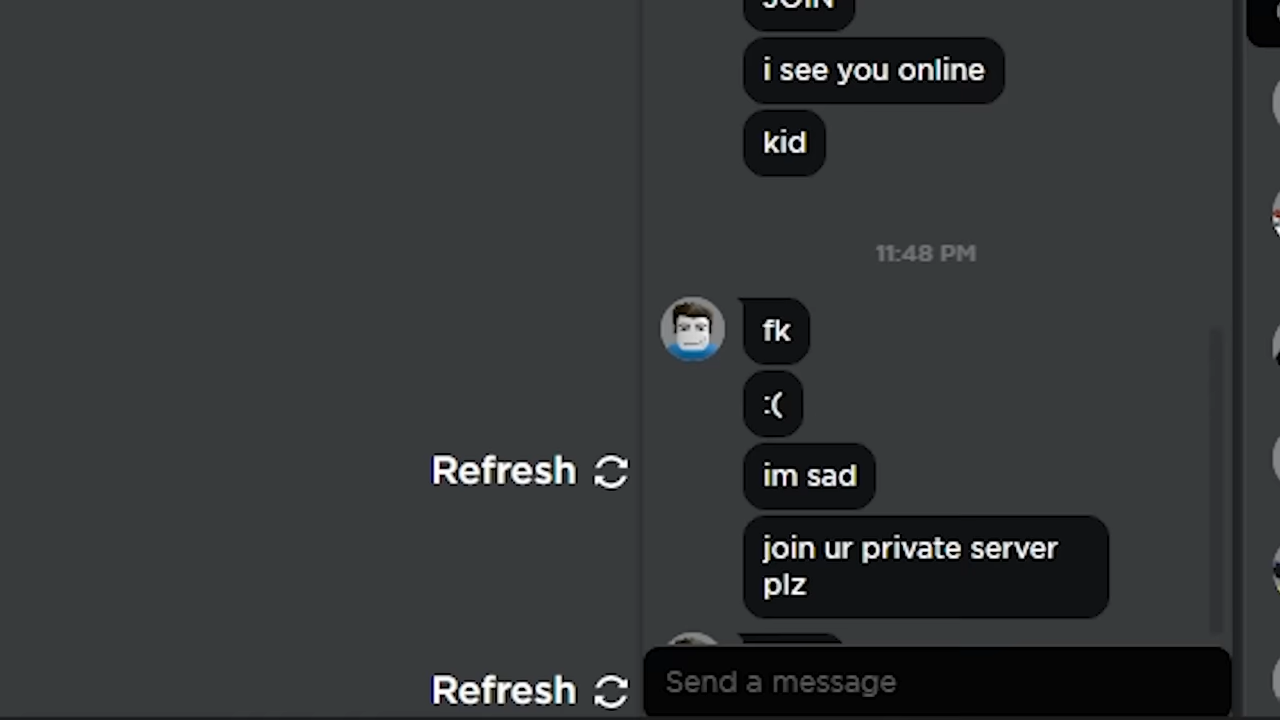 JOIN
i see you online
kid
11:48 PM
fk
:(
im sad
join ur private server
plz
Refresh
Refresh
Send a message